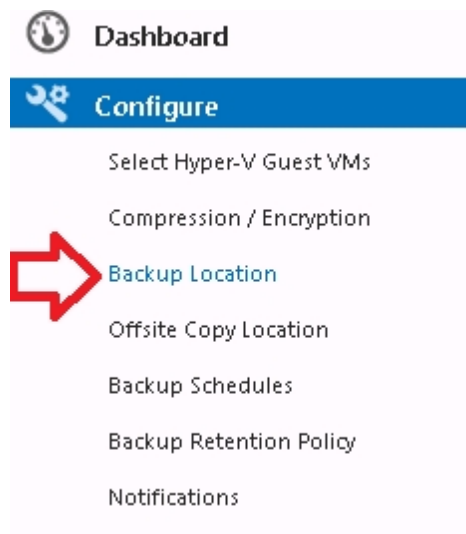 Dashboard
Configure
Select Hyper-V Guest VMs
Compression / Encryption
Backup Location
Offsite Copy Location
Backup Schedules
Backup Retention Policy
Notifications